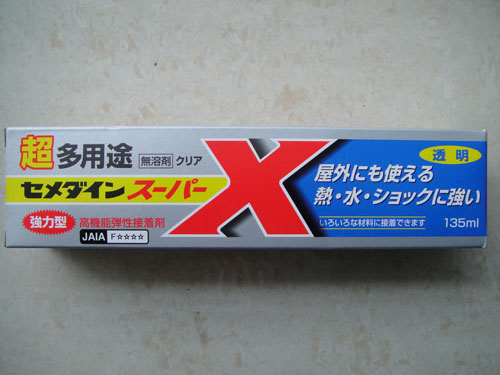 超多用途 無溶剤 クリア
セメダイン スーパーX
強力型 高機能弾性接着剤
JAIA F☆☆☆☆
透明
屋外にも使える
熱・水・ショックに強い
いろいろな材料に接着できます
135ml